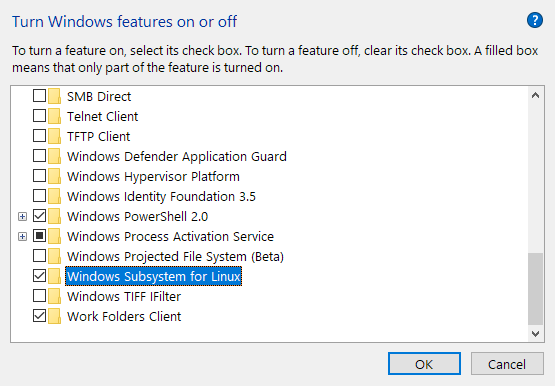 Turn Windows features on or off
To turn a feature on, select its check box. To turn a feature off, clear its check box. A filled box
means that only part of the feature is turned on.
SMB Direct
Telnet Client
TFTP Client
Windows Defender Application Guard
Windows Hypervisor Platform
Windows Identity Foundation 3.5
Windows PowerShell 2.0
Windows Process Activation Service
Windows Projected File System (Beta)
Windows Subsystem for Linux
Windows TIFF IFilter
Work Folders Client
OK Cancel